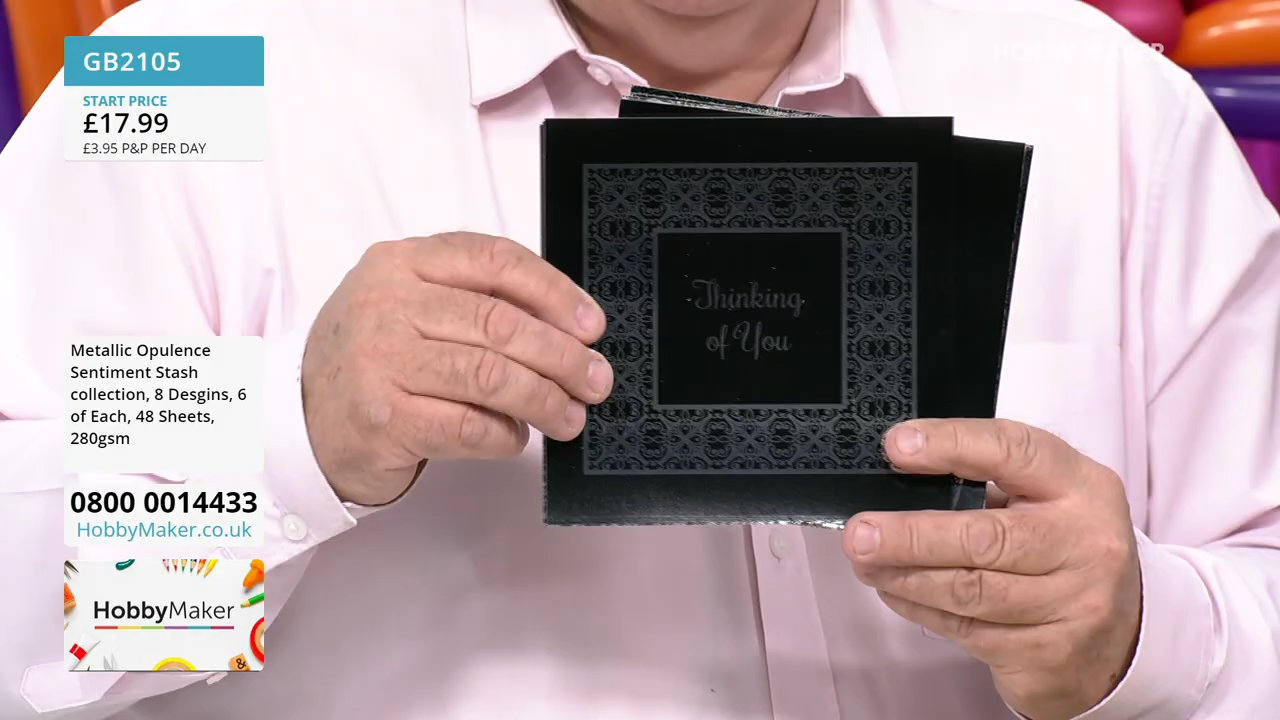 GB2105
START PRICE
£17.99
£3.95 P&P PER DAY
HOBBYMAKER
Thinking
of You
Metallic Opulence
Sentiment Stash
collection, 8 Desgins, 6
of Each, 48 Sheets,
280gsm
0800 0014433
HobbyMaker.co.uk
HobbyMaker
&